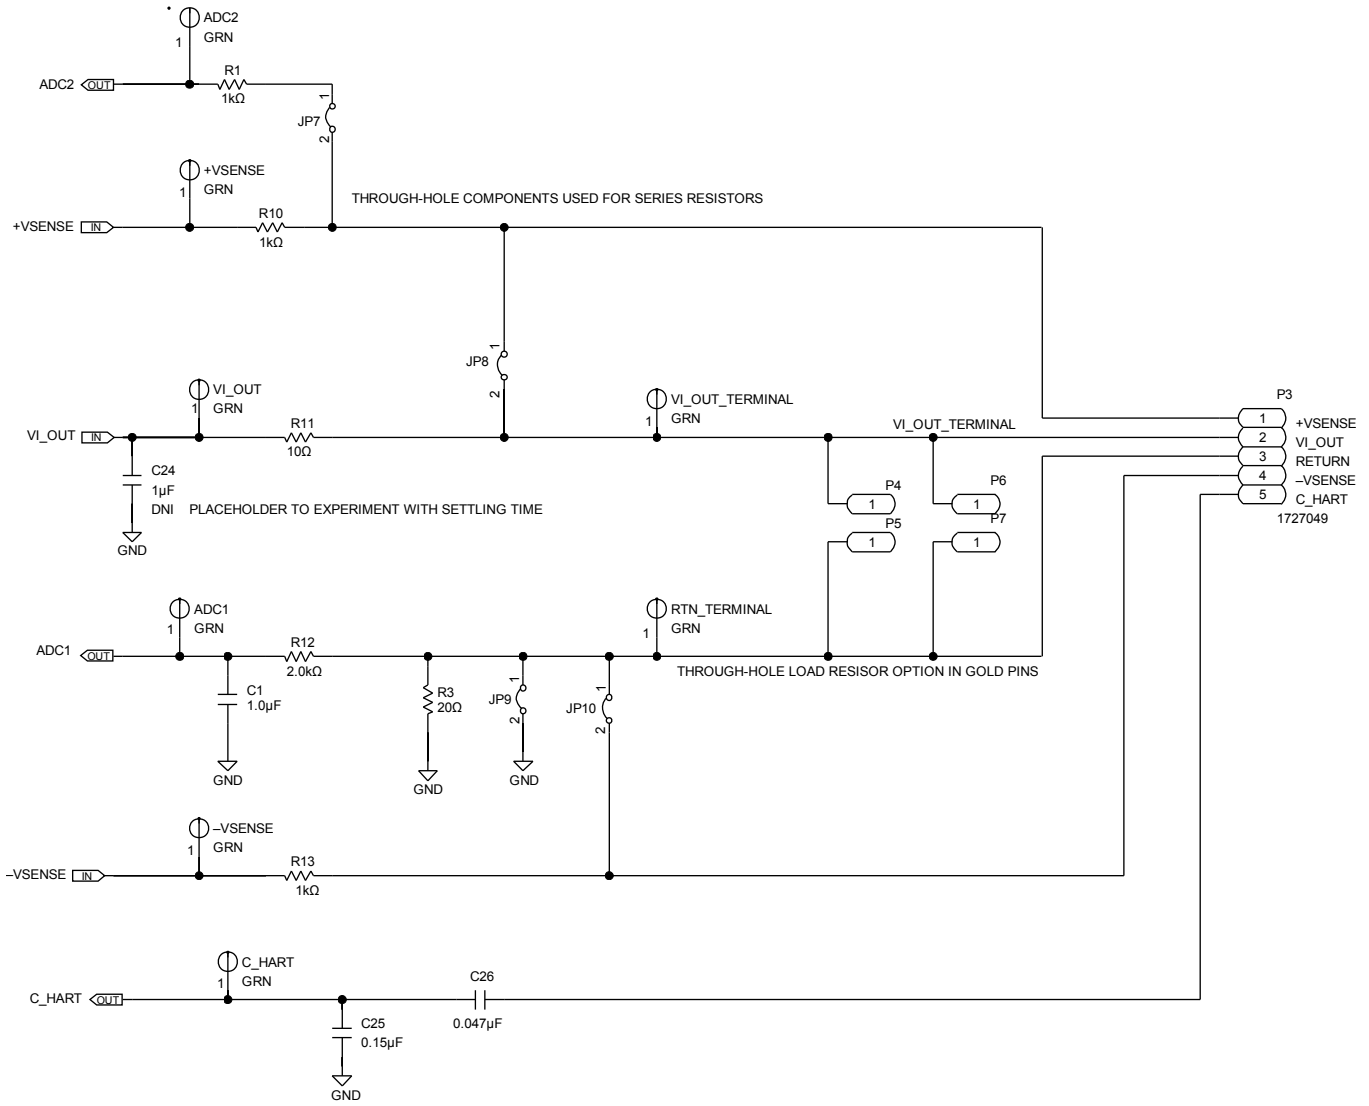 ADC2
GRN
1
ADC2
OUT
R1
1kΩ
1
JP7
2
+VSENSE
GRN
1
THROUGH-HOLE COMPONENTS USED FOR SERIES RESISTORS
+VSENSE
IN
R10
1kΩ
JP8
1
2
VI_OUT
GRN
1
VI_OUT
IN
R11
10Ω
VI_OUT_TERMINAL
GRN
1
VI_OUT_TERMINAL
C24
1µF
DNI
PLACEHOLDER TO EXPERIMENT WITH SETTLING TIME
GND
P4
1
P5
1
P6
1
P7
1
P3
1
+VSENSE
2
VI_OUT
3
RETURN
4
–VSENSE
5
C_HART
1727049
ADC1
GRN
1
ADC1
OUT
R12
2.0kΩ
RTN_TERMINAL
GRN
1
THROUGH-HOLE LOAD RESISOR OPTION IN GOLD PINS
C1
1.0µF
GND
R3
20Ω
GND
JP9
1
2
GND
JP10
1
2
–VSENSE
GRN
1
–VSENSE
IN
R13
1kΩ
C_HART
GRN
1
C_HART
OUT
C26
0.047µF
C25
0.15µF
GND